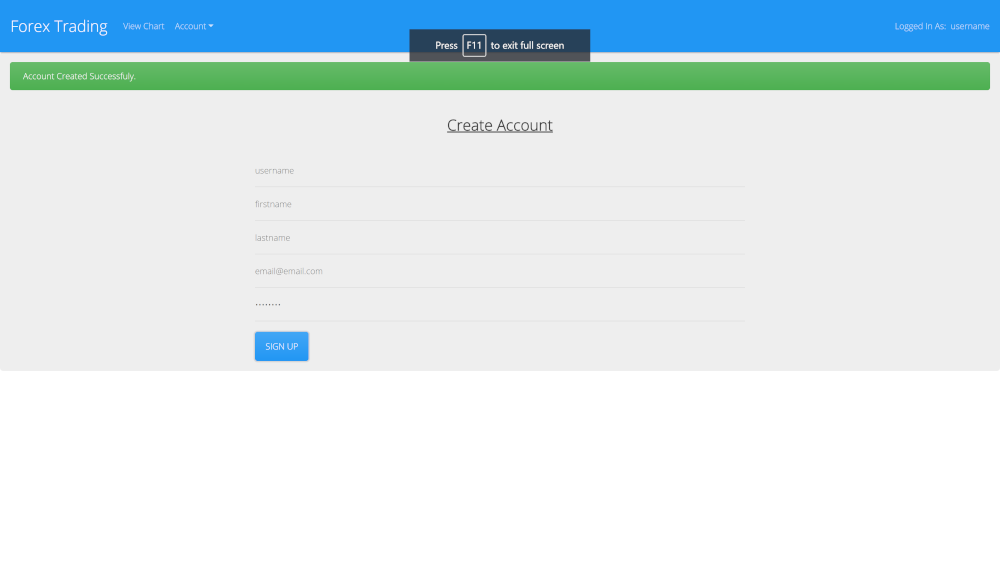 Forex Trading View Chart Account Logged In As: username
Press F11 to exit full screen
Account Created Successfuly.
Create Account
username
firstname
lastname
email@email.com
········
SIGN UP